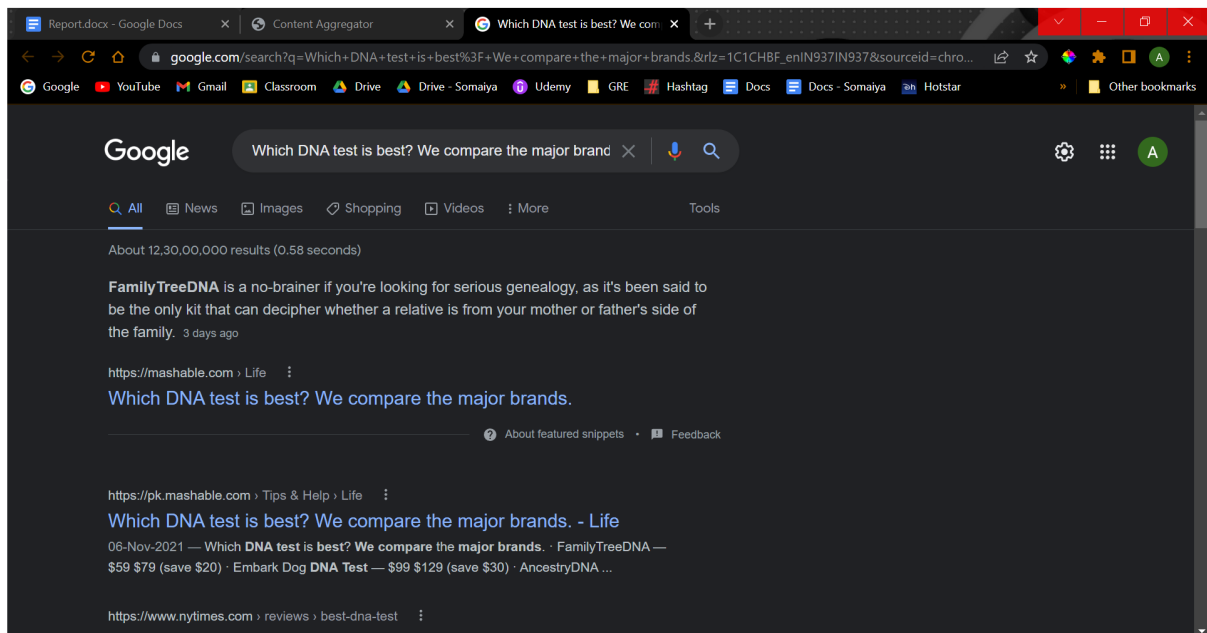 Report.docx - Google Docs
Content Aggregator
Which DNA test is best? We com
google.com/search?q=Which+DNA+test+is+best%3F+We+compare+the+major+brands.&rlz=1C1CHBF_enIN937IN937&sourceid=chro...
A
Google YouTube Gmail Classroom Drive Drive - Somaiya Udemy GRE Hashtag Docs Docs - Somaiya Hotstar » Other bookmarks
Google
Which DNA test is best? We compare the major brand
A
All News Images Shopping Videos More Tools
About 12,30,00,000 results (0.58 seconds)
FamilyTreeDNA is a no-brainer if you're looking for serious genealogy, as it's been said to
be the only kit that can decipher whether a relative is from your mother or father's side of
the family. 3 days ago
https://mashable.com › Life
Which DNA test is best? We compare the major brands.
About featured snippets • Feedback
https://pk.mashable.com › Tips & Help › Life
Which DNA test is best? We compare the major brands. - Life
06-Nov-2021 — Which DNA test is best? We compare the major brands. · FamilyTreeDNA —
$59 $79 (save $20) · Embark Dog DNA Test — $99 $129 (save $30) · AncestryDNA ...
https://www.nytimes.com › reviews › best-dna-test